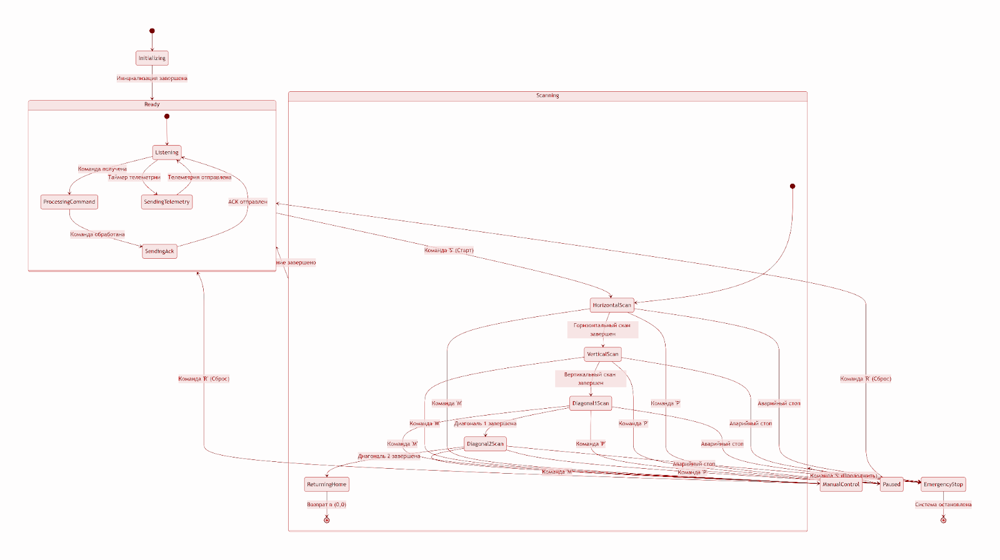 Initializing
Инициализация завершена
Ready
Listening
Команда получена
Таймер телеметрии
Телеметрия отправлена
ProcessingCommand
SendingTelemetry
ACK отправлен
Команда обработана
SendingAck
ние завершено
Команда 'R' (Сброс)
Scanning
Команда 'S' (Старт)
HorizontalScan
Горизонтальный скан
завершен
VerticalScan
Вертикальный скан
завершен
Команда 'R' (Сброс)
Diagonal1Scan
Команда 'M'
Команда 'P'
Аварийный стоп
Команда 'M'
Диагональ 1 завершена
Команда 'P'
Аварийный стоп
Команда 'M'
Diagonal2Scan
Команда 'P'
Аварийный стоп
Диагональ 2 завершена
Аварийный стоп
Команда 'M'
Команда 'P'
Команда 'S' (Продолжить)
ReturningHome
ManualControl
Paused
EmergencyStop
Возврат в (0,0)
Система остановлена